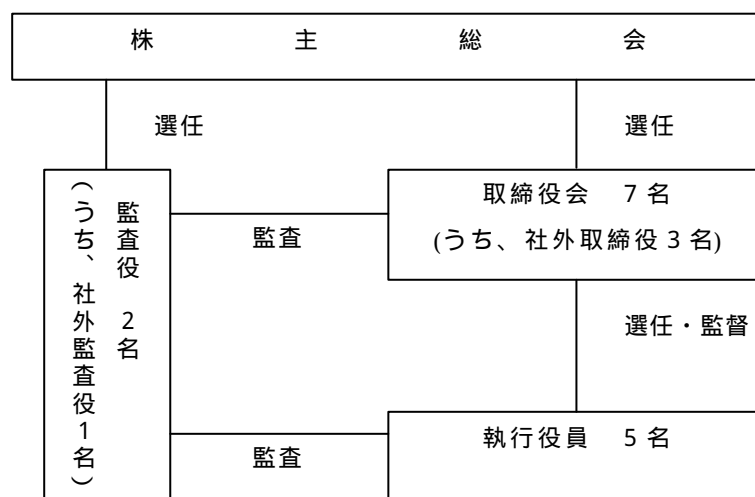 株 主 総 会
選任
選任
監査役 2名
(うち、社外監査役1名)
監査
取締役会 7名
(うち、社外取締役3名)
選任・監督
監査
執行役員 5名